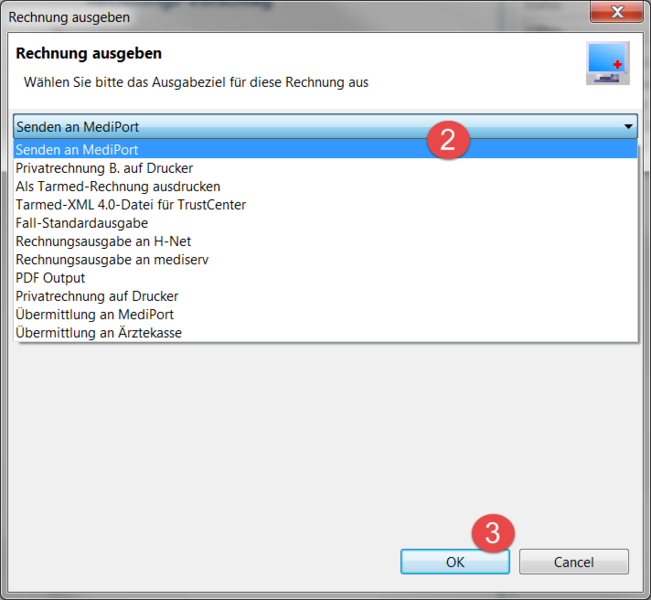 Rechnung ausgeben
Rechnung ausgeben
Wählen Sie bitte das Ausgabeziel für diese Rechnung aus
Senden an MediPort
2
Senden an MediPort
Privatrechnung B. auf Drucker
Als Tarmed-Rechnung ausdrucken
Tarmed-XML 4.0-Datei für TrustCenter
Fall-Standardausgabe
Rechnungsausgabe an H-Net
Rechnungsausgabe an mediserv
PDF Output
Privatrechnung auf Drucker
Übermittlung an MediPort
Übermittlung an Ärztekasse
3
OK
Cancel